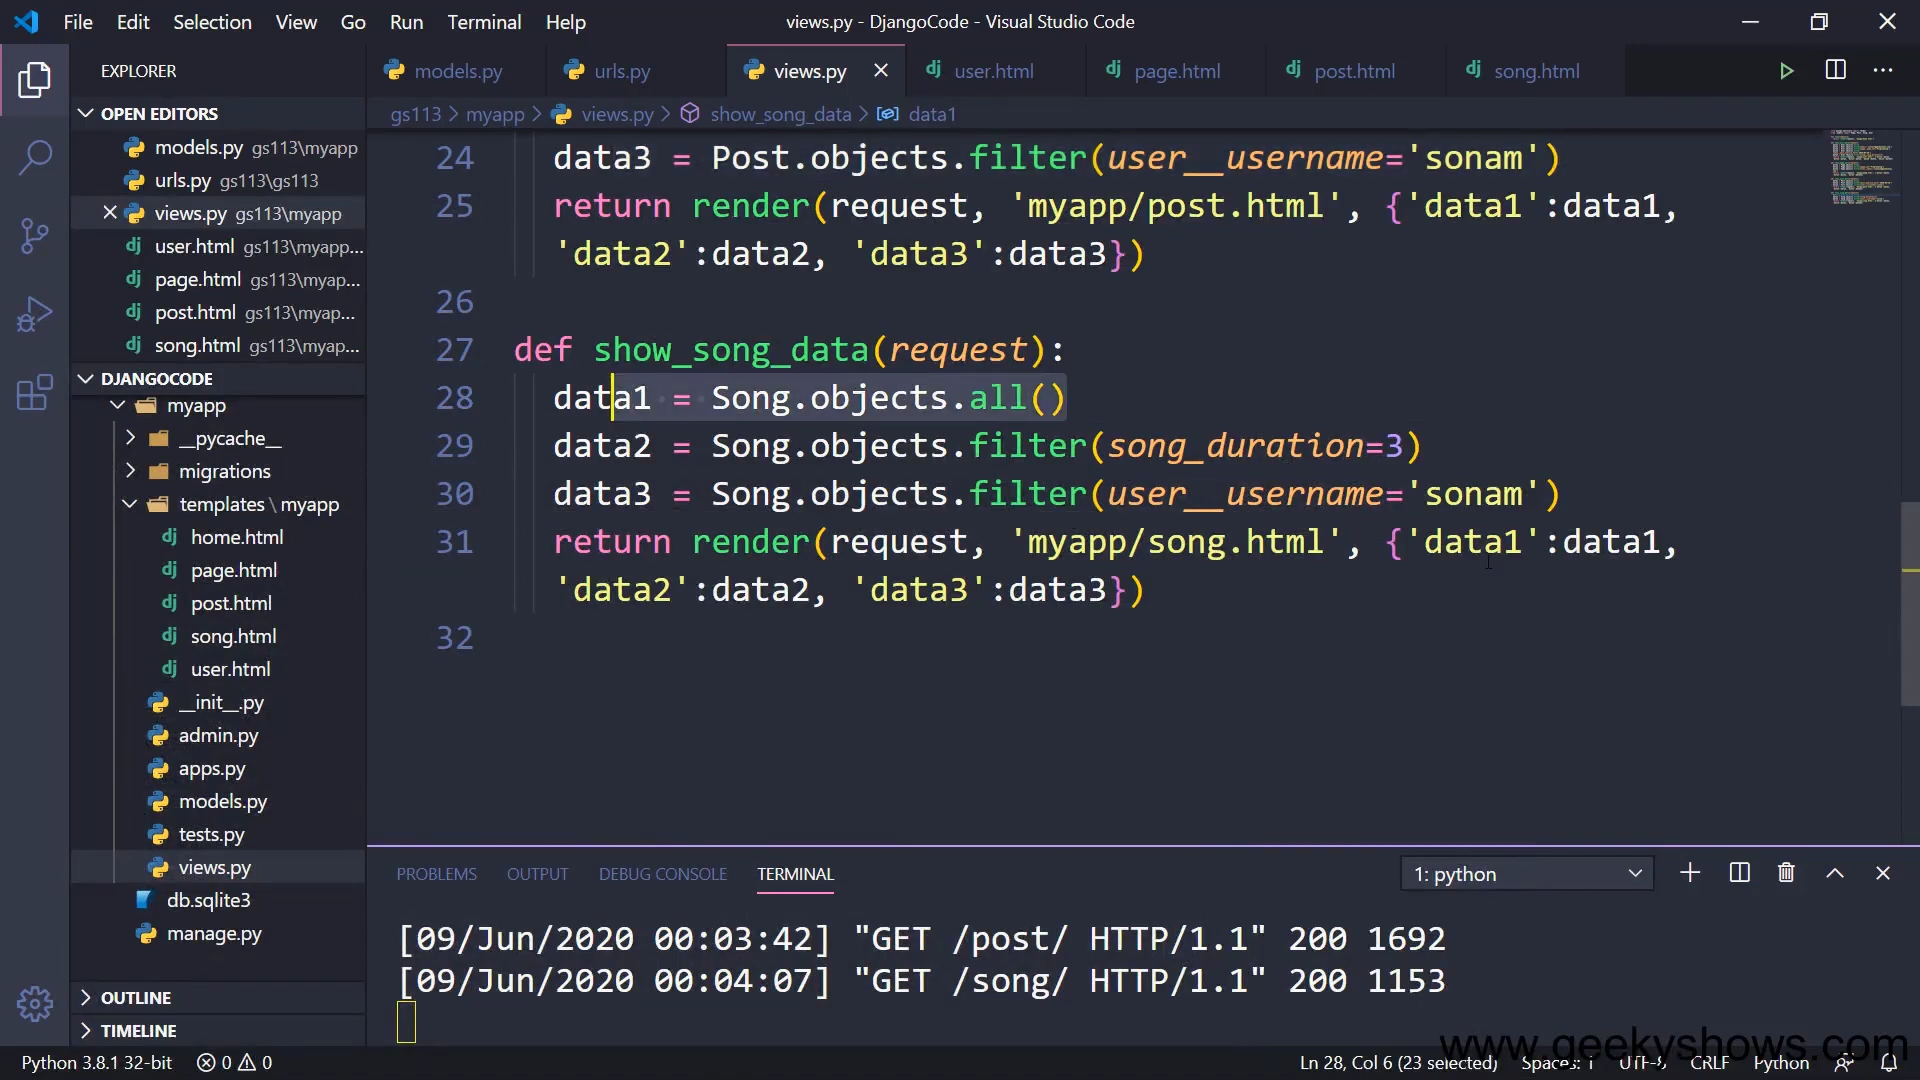 File Edit Selection View Go Run Terminal Help
views.py - DjangoCode - Visual Studio Code
EXPLORER
models.py urls.py views.py user.html page.html post.html song.html
OPEN EDITORS
gs113 > myapp > views.py > show_song_data > data1
models.py gs113\myapp
urls.py gs113\gs113
views.py gs113\myapp
user.html gs113\myapp...
page.html gs113\myap...
post.html gs113\myap...
song.html gs113\myap...
DJANGOCODE
myapp
__pycache__
migrations
templates\myapp
home.html
page.html
post.html
song.html
user.html
__init__.py
admin.py
apps.py
models.py
tests.py
views.py
db.sqlite3
manage.py
OUTLINE
TIMELINE
24 data3 = Post.objects.filter(user__username='sonam')
25 return render(request, 'myapp/post.html', {'data1':data1,
'data2':data2, 'data3':data3})
26
27 def show_song_data(request):
28 data1 = Song.objects.all()
29 data2 = Song.objects.filter(song_duration=3)
30 data3 = Song.objects.filter(user__username='sonam')
31 return render(request, 'myapp/song.html', {'data1':data1,
'data2':data2, 'data3':data3})
32
PROBLEMS OUTPUT DEBUG CONSOLE TERMINAL 1: python
[09/Jun/2020 00:03:42] "GET /post/ HTTP/1.1" 200 1692
[09/Jun/2020 00:04:07] "GET /song/ HTTP/1.1" 200 1153
www.geekyshows.com
Python 3.8.1 32-bit 0 0 Ln 28, Col 6 (23 selected) Spaces: 1 UTF-8 CRLF Python